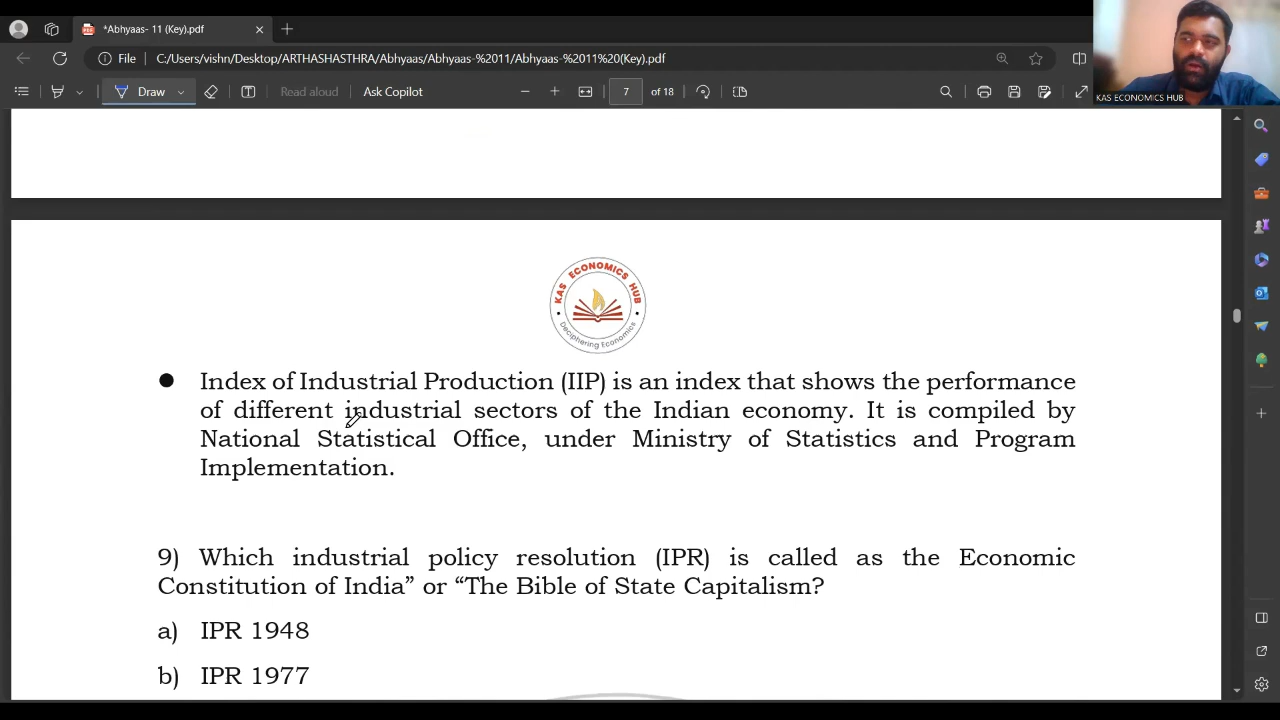 *Abhyaas- 11 (Key).pdf
File
C:/Users/vishn/Desktop/ARTHASHASTHRA/Abhyaas/Abhyaas-%2011/Abhyaas-%2011%20(Key).pdf
Draw
Read aloud
Ask Copilot
7
of 18
KAS ECONOMICS HUB
KAS ECONOMICS HUB
Deciphering Economics
● Index of Industrial Production (IIP) is an index that shows the performance
of different industrial sectors of the Indian economy. It is compiled by
National Statistical Office, under Ministry of Statistics and Program
Implementation.
9) Which industrial policy resolution (IPR) is called as the Economic
Constitution of India” or “The Bible of State Capitalism?
a) IPR 1948
b) IPR 1977